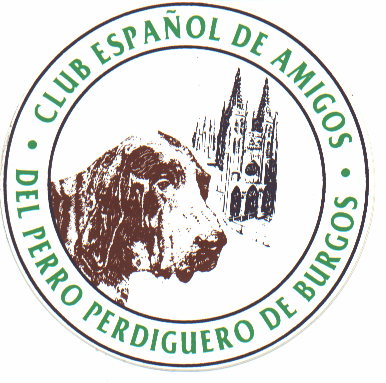 • CLUB ESPAÑOL DE AMIGOS •
DEL PERRO PERDIGUERO DE BURGOS